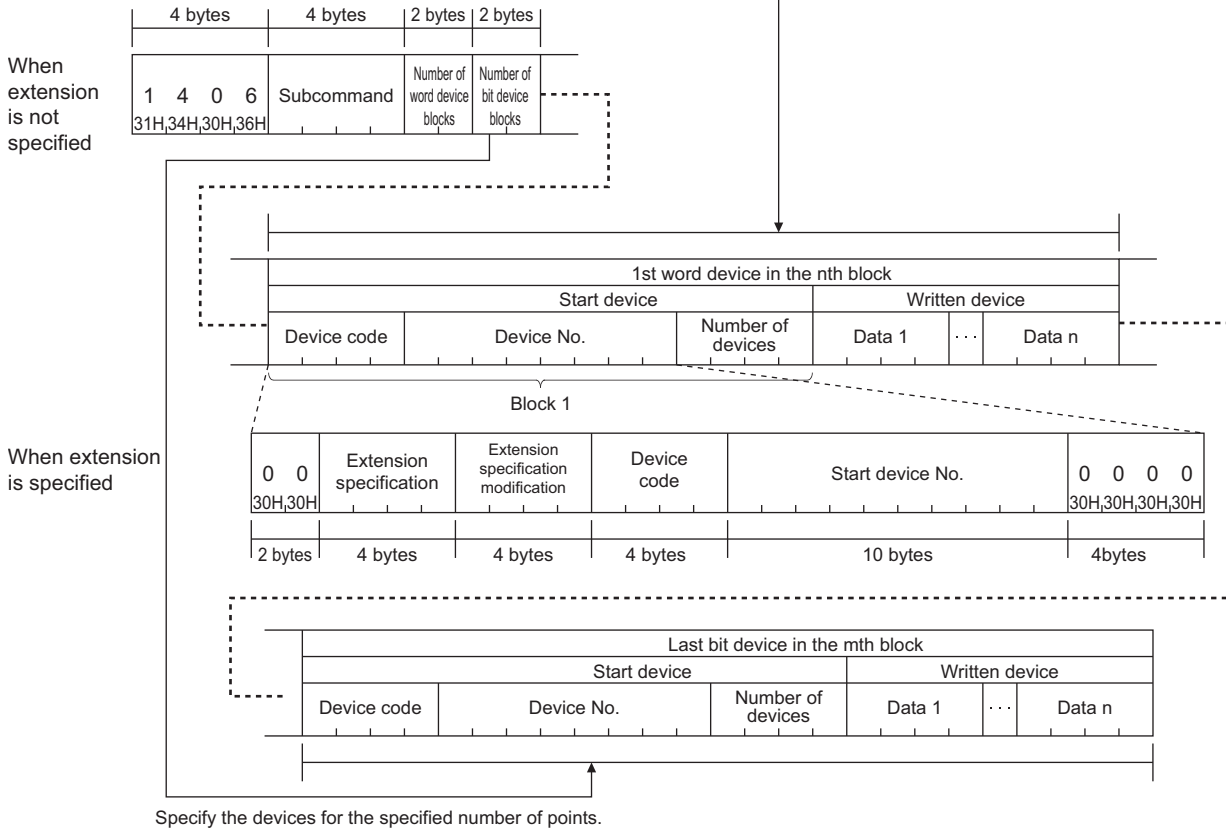 4 bytes 4 bytes 2 bytes 2 bytes
When
extension
is not
specified
1 4 0 6
31H,34H,30H,36H
Subcommand
Number of
word device
blocks
Number of
bit device
blocks
1st word device in the nth block
Start device Written device
Device code Device No. Number of
devices
Data 1 ··· Data n
Block 1
When extension
is specified
0 0
30H,30H
Extension
specification
Extension
specification
modification
Device
code
Start device No.
0 0 0 0
30H,30H,30H,30H
2 bytes 4 bytes 4 bytes 4 bytes 10 bytes 4bytes
Last bit device in the mth block
Start device Written device
Device code Device No. Number of
devices
Data 1 ··· Data n
Specify the devices for the specified number of points.